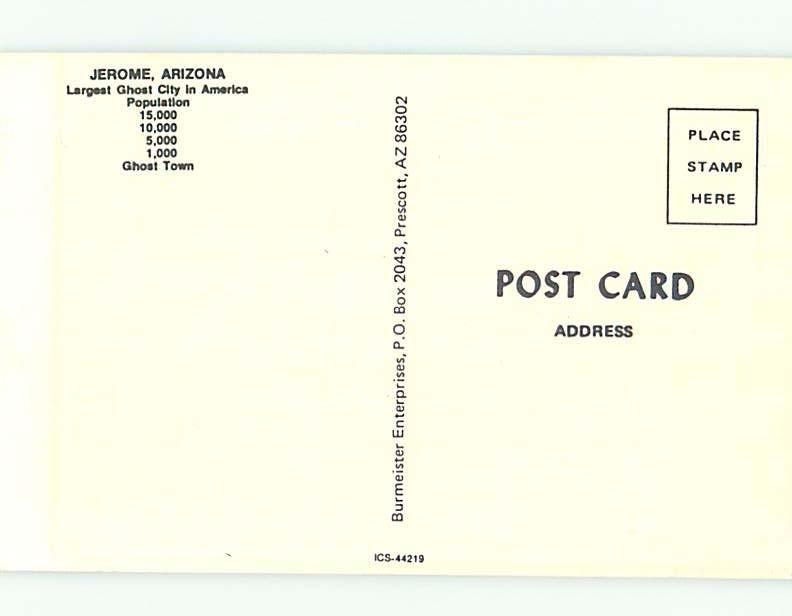 JEROME, ARIZONA
Largest Ghost City in America
Population
15,000
10,000
5,000
1,000
Ghost Town
Burmeister Enterprises, P.O. Box 2043, Prescott, AZ 86302
ICS-44219
PLACE
STAMP
HERE
POST CARD
ADDRESS